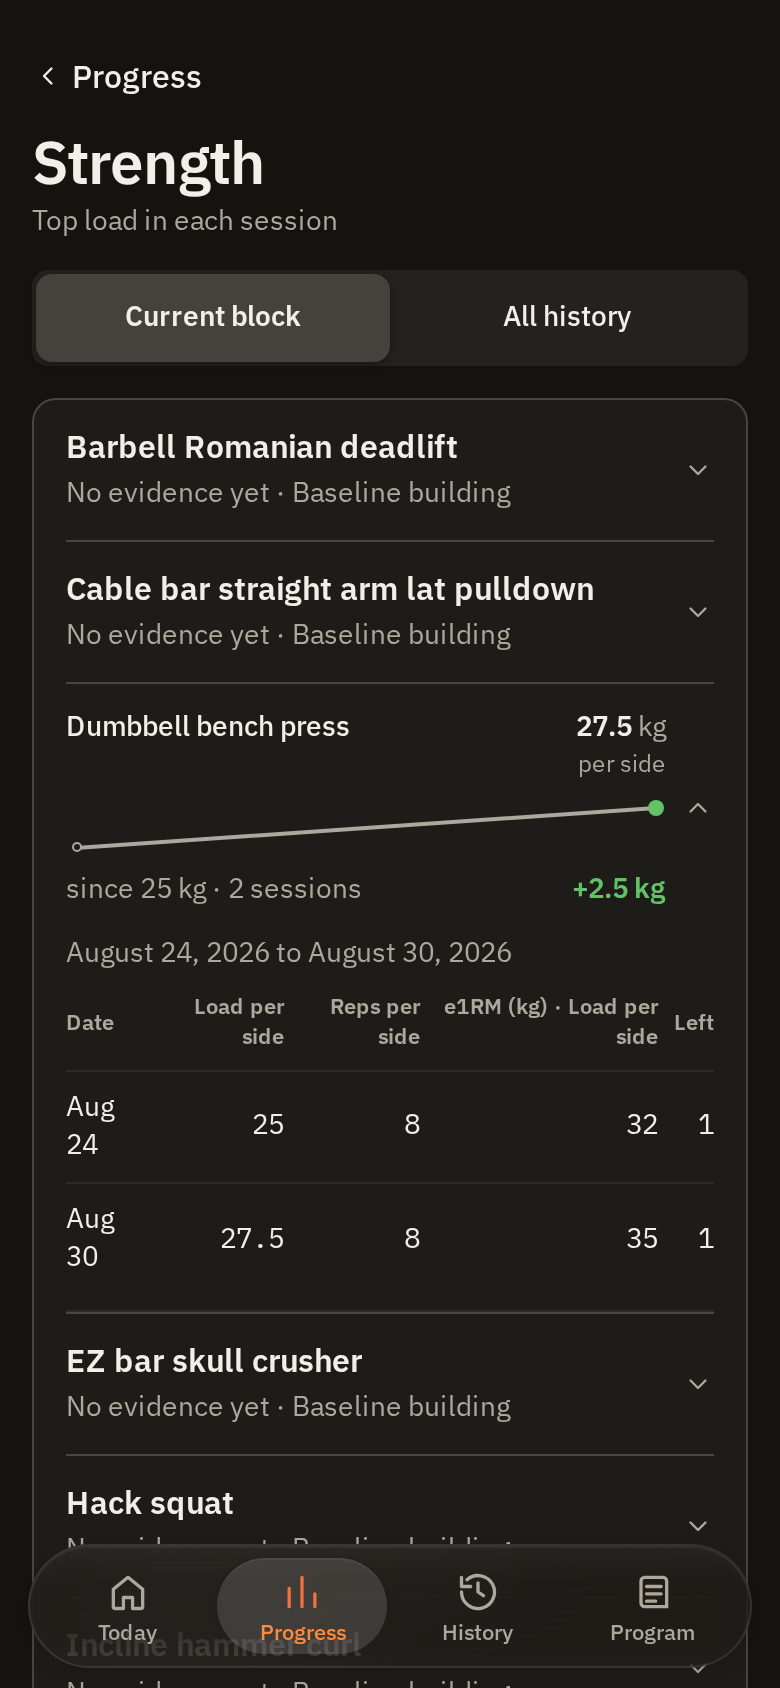 Progress
Strength
Top load in each session
Current block
All history
Barbell Romanian deadlift
No evidence yet · Baseline building
Cable bar straight arm lat pulldown
No evidence yet · Baseline building
Dumbbell bench press
27.5 kg
per side
since 25 kg · 2 sessions
+2.5 kg
August 24, 2026 to August 30, 2026
Date
Load per
side
Reps per
side
e1RM (kg) · Load per
side
Left
Aug
24
25
8
32
1
Aug
30
27.5
8
35
1
EZ bar skull crusher
No evidence yet · Baseline building
Hack squat
Incline hammer curl
Today
Progress
History
Program